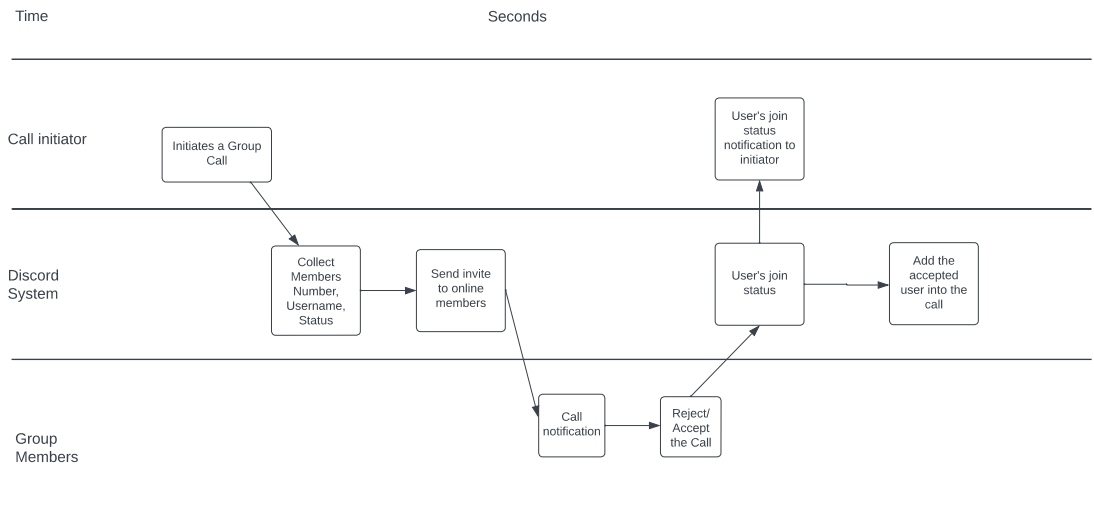 Time
Seconds
Call initiator
Initiates a Group
Call
User's join
status
notification to
initiator
Discord
System
Collect
Members
Number,
Username,
Status
Send invite
to online
members
User's join
status
Add the
accepted
user into the
call
Group
Members
Call
notification
Reject/
Accept
the Call